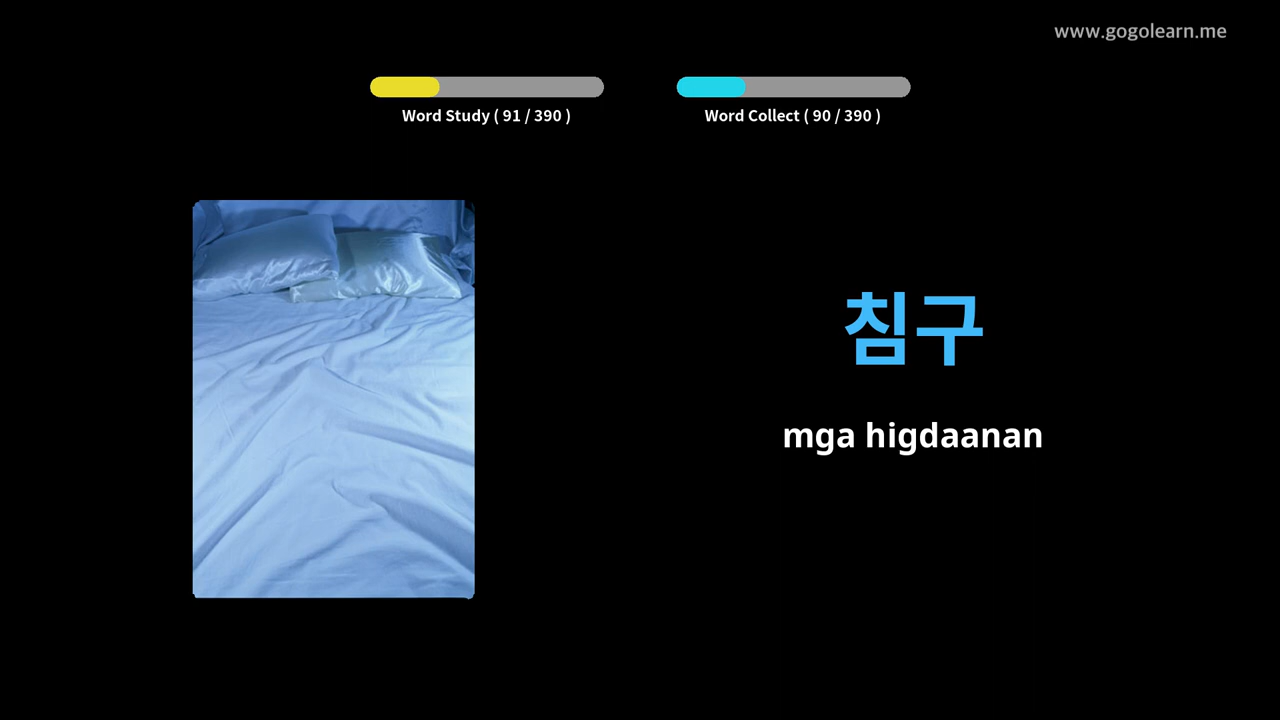 www.gogolearn.me
Word Study ( 91 / 390 )
Word Collect ( 90 / 390 )
침구
mga higdaanan